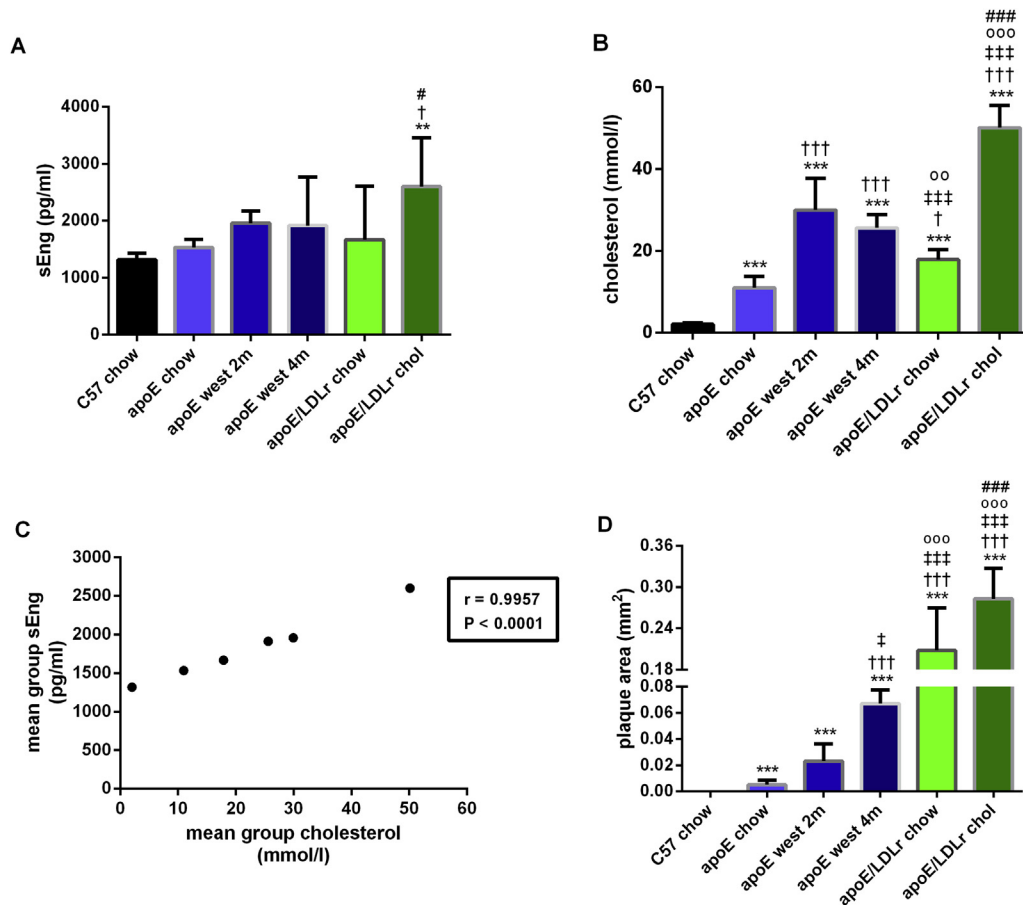 A
sEng (pg/ml)
4000
3000
2000
1000
0
#
†
**
C57 chow
apoE chow
apoE west 2m
apoE west 4m
apoE/LDLr chow
apoE/LDLr chol
B
cholesterol (mmol/l)
60
40
20
0
***
†††
***
†††
***
oo
‡‡‡
†
***
###
ooo
‡‡‡
†††
***
C57 chow
apoE chow
apoE west 2m
apoE west 4m
apoE/LDLr chow
apoE/LDLr chol
C
mean group sEng
(pg/ml)
3000
2500
2000
1500
1000
500
0
0 10 20 30 40 50 60
mean group cholesterol
(mmol/l)
r = 0.9957
P < 0.0001
D
plaque area (mm²)
0.36
0.30
0.24
0.18
0.08
0.06
0.04
0.02
0.00
***
***
‡
†††
***
ooo
‡‡‡
†††
***
###
ooo
‡‡‡
†††
***
C57 chow
apoE chow
apoE west 2m
apoE west 4m
apoE/LDLr chow
apoE/LDLr chol